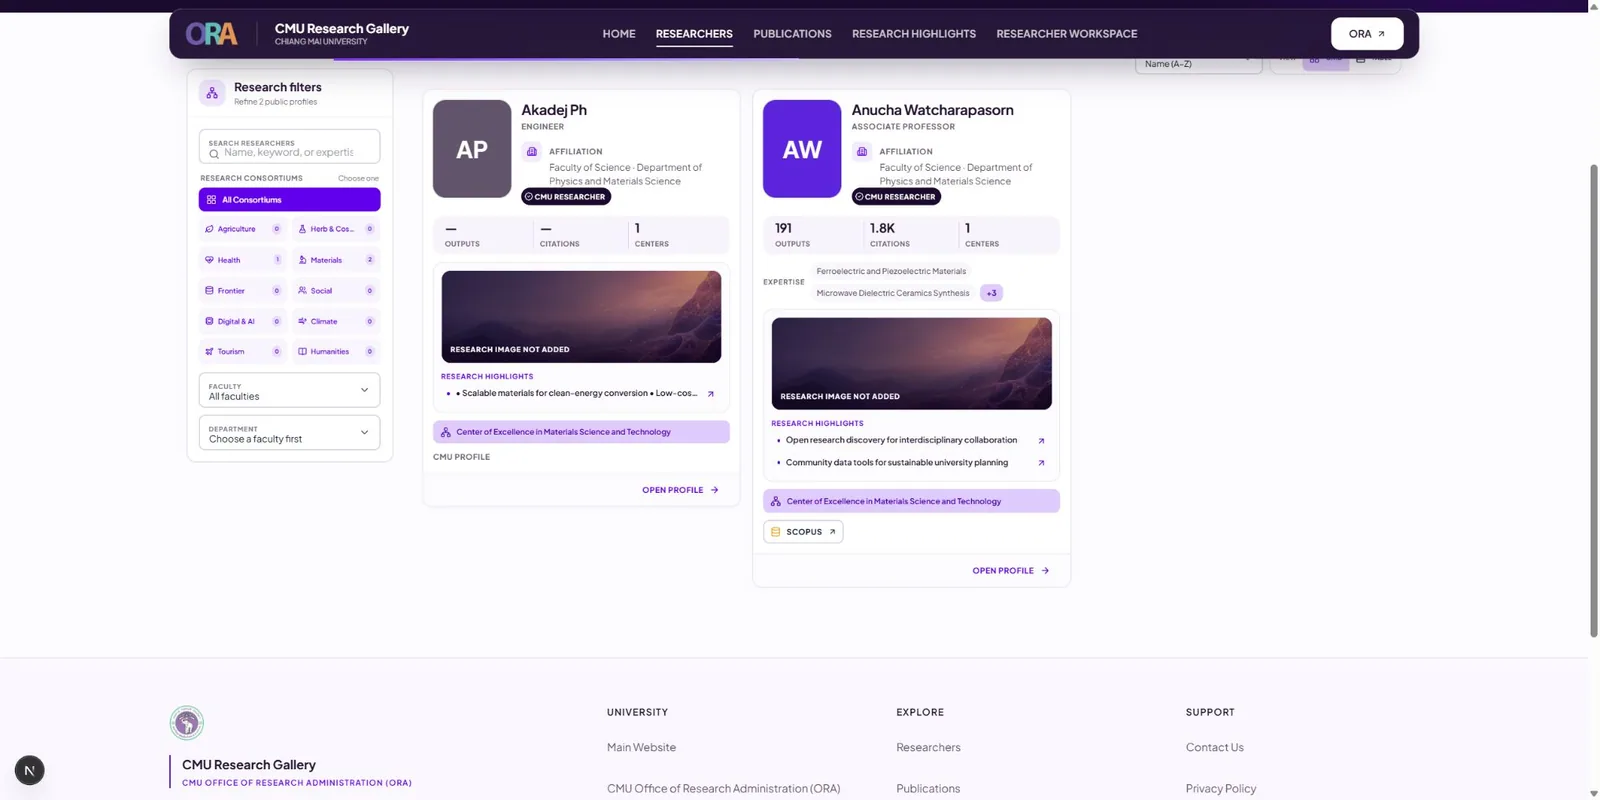 ORA
CMU Research Gallery
CHIANG MAI UNIVERSITY
HOME
RESEARCHERS
PUBLICATIONS
RESEARCH HIGHLIGHTS
RESEARCHER WORKSPACE
ORA
Name (A–Z)
Research filters
Refine 2 public profiles
SEARCH RESEARCHERS
Name, keyword, or expertis
RESEARCH CONSORTIUMS
Choose one
All Consortiums
Agriculture 0
Herb & Cos... 0
Health 1
Materials 2
Frontier 0
Social 0
Digital & AI 0
Climate 0
Tourism 0
Humanities 0
FACULTY
All faculties
DEPARTMENT
Choose a faculty first
AP
Akadej Ph
ENGINEER
AFFILIATION
Faculty of Science · Department of
Physics and Materials Science
CMU RESEARCHER
— OUTPUTS
— CITATIONS
1 CENTERS
RESEARCH IMAGE NOT ADDED
RESEARCH HIGHLIGHTS
• • Scalable materials for clean-energy conversion • Low-cos...
Center of Excellence in Materials Science and Technology
CMU PROFILE
OPEN PROFILE
AW
Anucha Watcharapasorn
ASSOCIATE PROFESSOR
AFFILIATION
Faculty of Science · Department of
Physics and Materials Science
CMU RESEARCHER
191 OUTPUTS
1.8K CITATIONS
1 CENTERS
EXPERTISE
Ferroelectric and Piezoelectric Materials
Microwave Dielectric Ceramics Synthesis
+3
RESEARCH IMAGE NOT ADDED
RESEARCH HIGHLIGHTS
• Open research discovery for interdisciplinary collaboration
• Community data tools for sustainable university planning
Center of Excellence in Materials Science and Technology
SCOPUS
OPEN PROFILE
CMU Research Gallery
CMU OFFICE OF RESEARCH ADMINISTRATION (ORA)
UNIVERSITY
Main Website
CMU Office of Research Administration (ORA)
EXPLORE
Researchers
Publications
SUPPORT
Contact Us
Privacy Policy
N